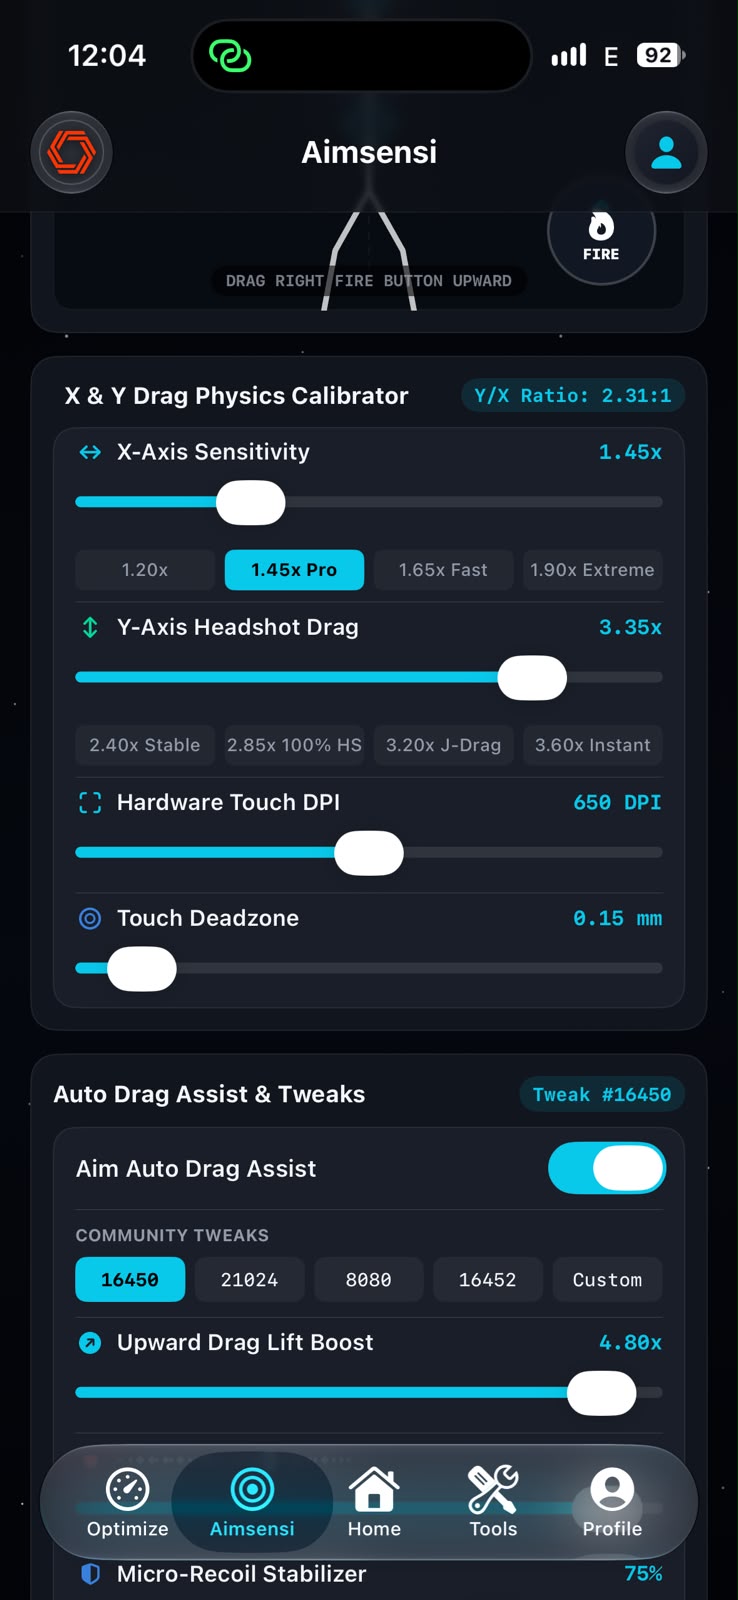 12:04
E
92
Aimsensi
FIRE
DRAG RIGHT FIRE BUTTON UPWARD
X & Y Drag Physics Calibrator
Y/X Ratio: 2.31:1
X-Axis Sensitivity
1.45x
1.20x
1.45x Pro
1.65x Fast
1.90x Extreme
Y-Axis Headshot Drag
3.35x
2.40x Stable
2.85x 100% HS
3.20x J-Drag
3.60x Instant
Hardware Touch DPI
650 DPI
Touch Deadzone
0.15 mm
Auto Drag Assist & Tweaks
Tweak #16450
Aim Auto Drag Assist
COMMUNITY TWEAKS
16450
21024
8080
16452
Custom
Upward Drag Lift Boost
4.80x
Optimize
Aimsensi
Home
Tools
Profile
Micro-Recoil Stabilizer
75%